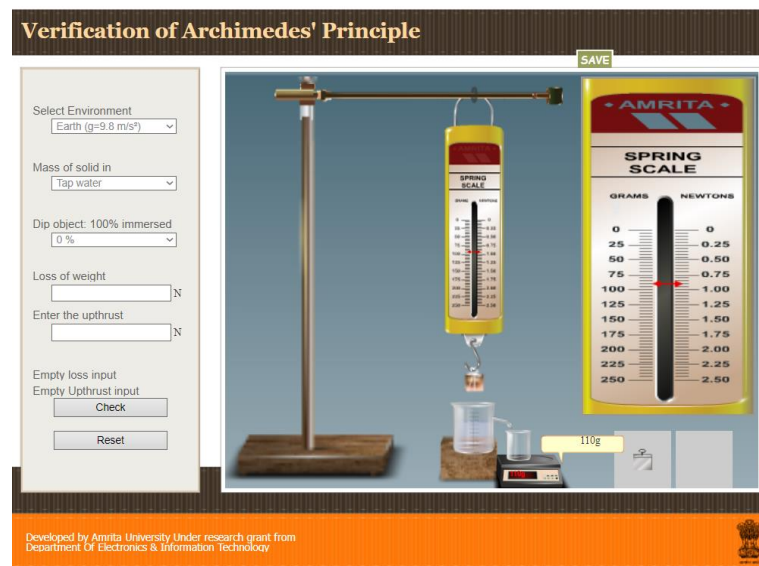 Verification of Archimedes' Principle
SAVE
Select Environment
Earth (g=9.8 m/s²)
Mass of solid in
Tap water
Dip object: 100% immersed
0 %
Loss of weight
N
Enter the upthrust
N
Empty loss input
Empty Upthrust input
Check
Reset
SPRING
SCALE
• AMRITA •
SPRING
SCALE
GRAMS NEWTONS
0 0
25 0.25
50 0.50
75 0.75
100 1.00
125 1.25
150 1.50
175 1.75
200 2.00
225 2.25
250 2.50
110g
Developed by Amrita University Under research grant from
Department Of Electronics & Information Technology